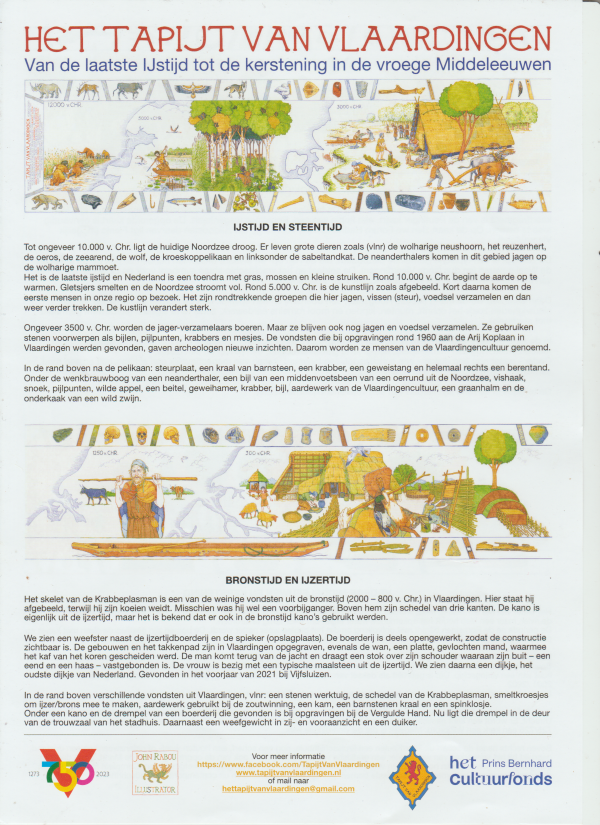 HET TAPIJT VAN VLAARDINGEN
Van de laatste IJstijd tot de kerstening in de vroege Middeleeuwen
12.000 v.CHR.
IJSTIJD EN STEENTIJD
Tot ongeveer 10.000 v. Chr. ligt de huidige Noordzee droog. Er leven grote dieren zoals (vlnr) de wolharige neushoorn, het reuzenhert,
de oeros, de zeearend, de wolf, de kroeskoppelikaan en linksonder de sabeltandkat. De neanderthalers komen in dit gebied jagen op
de wolharige mammoet.
Het is de laatste ijstijd en Nederland is een toendra met gras, mossen en kleine struiken. Rond 10.000 v. Chr. begint de aarde op te
warmen. Gletsjers smelten en de Noordzee stroomt vol. Rond 5.000 v. Chr. is de kunstlijn zoals afgebeeld. Kort daarna komen de
eerste mensen in onze regio op bezoek. Het zijn rondtrekkende groepen die hier jagen, vissen (steur), voedsel verzamelen en dan
weer verder trekken. De kustlijn verandert sterk.
Ongeveer 3500 v. Chr. worden de jager-verzamelaars boeren. Maar ze blijven ook nog jagen en voedsel verzamelen. Ze gebruiken
stenen voorwerpen als bijlen, pijlpunten, krabbers en mesjes. De vondsten die bij opgravingen rond 1960 aan de Arij Koplaan in
Vlaardingen werden gevonden, gaven archeologen nieuwe inzichten. Daarom worden ze mensen van de Vlaardingencultuur genoemd.
In de rand boven na de pelikaan: steurplaat, een kraal van barnsteen, een krabber, een geweistang en helemaal rechts een berentand.
Onder de wenkbrauwboog van een neanderthaler, een bijl van een middenvoetsbeen van een oerrund uit de Noordzee, vishaak,
snoek, pijlpunten, wilde appel, een beitel, geweihamer, krabber, bijl, aardewerk van de Vlaardingencultuur, een graanhalm en de
onderkaak van een wild zwijn.
1250 v.CHR.
300 v.CHR
BRONSTIJD EN IJZERTIJD
Het skelet van de Krabbeplasman is een van de weinige vondsten uit de bronstijd (2000 – 800 v. Chr.) in Vlaardingen. Hier staat hij
afgebeeld, terwijl hij zijn koeien weidt. Misschien was hij wel een voorbijganger. Boven hem zijn schedel van drie kanten. De kano is
eigenlijk uit de ijzertijd, maar het is bekend dat er ook in de bronstijd kano's gebruikt werden.
We zien een weefster naast de ijzertijdboerderij en de spieker (opslagplaats). De boerderij is deels opengewerkt, zodat de constructie
zichtbaar is. De gebouwen en het takkenpad zijn in Vlaardingen opgegraven, evenals de wan, een platte, gevlochten mand, waarmee
het kaf van het koren gescheiden werd. De man komt terug van de jacht en draagt een stok over zijn schouder waaraan zijn buit – een
eend en een haas – vastgebonden is. De vrouw is bezig met een typische maalsteen uit de ijzertijd. We zien daarna een dijkje, het
oudste dijkje van Nederland. Gevonden in het voorjaar van 2021 bij Vijfsluizen.
In de rand boven verschillende vondsten uit Vlaardingen, vlnr: een stenen werktuig, de schedel van de Krabbeplasman, smeltkroesjes
om ijzer/brons mee te maken, aardewerk gebruikt bij de zoutwinning, een kam, een barnstenen kraal en een spinklosje.
Onder een kano en de drempel van een boerderij die gevonden is bij opgravingen bij de Vergulde Hand. Nu ligt die drempel in de deur
van de trouwzaal van het stadhuis. Daarnaast een weefgewicht in zij- en vooraanzicht en een duiker.
1273 750 2023
JOHN RABOU
ILLUSTRATOR
Voor meer informatie
https://www.facebook.com/TapijtVanVlaardingen
www.tapijtvanvlaardingen.nl
of mail naar
hettapijtvanvlaardingen@gmail.com
het Prins Bernhard
cultuurfonds